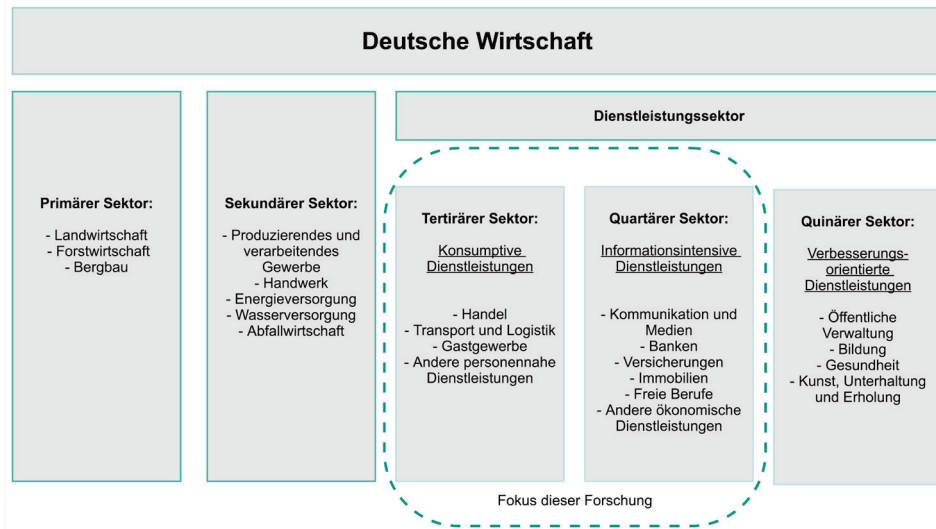 Deutsche Wirtschaft
Dienstleistungssektor
Primärer Sektor:
- Landwirtschaft
- Forstwirtschaft
- Bergbau
Sekundärer Sektor:
- Produzierendes und
verarbeitendes
Gewerbe
- Handwerk
- Energieversorgung
- Wasserversorgung
- Abfallwirtschaft
Tertirärer Sektor:
Konsumptive
Dienstleistungen
- Handel
- Transport und Logistik
- Gastgewerbe
- Andere personennahe
Dienstleistungen
Quartärer Sektor:
Informationsintensive
Dienstleistungen
- Kommunikation und
Medien
- Banken
- Versicherungen
- Immobilien
- Freie Berufe
- Andere ökonomische
Dienstleistungen
Quinärer Sektor:
Verbesserungs-
orientierte
Dienstleistungen
- Öffentliche
Verwaltung
- Bildung
- Gesundheit
- Kunst, Unterhaltung
und Erholung
Fokus dieser Forschung